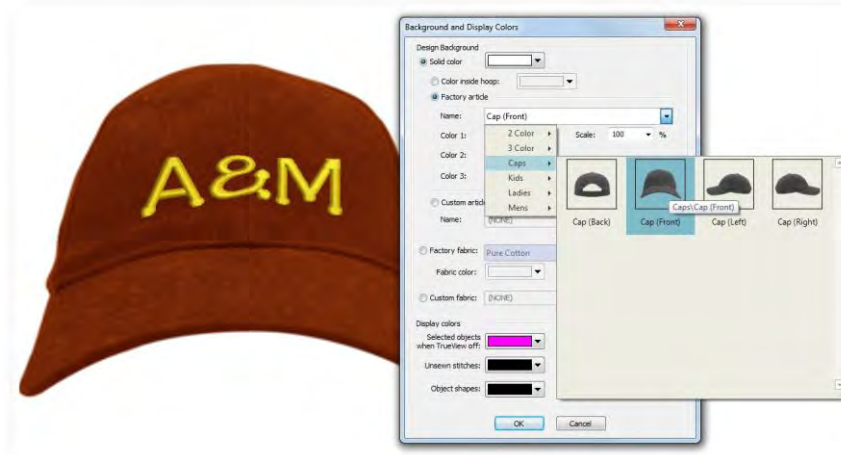 A&M
Background and Display Colors
Design Background
Solid color
Color inside hoop:
Factory article
Name: Cap (Front)
Color 1: Scale: 100 %
Color 2:
Color 3:
2 Color
3 Color
Caps
Kids
Ladies
Mens
Cap (Back) Cap (Front) Cap (Left) Cap (Right)
Caps\Cap (Front)
Custom artic
Name: (NONE)
Factory fabric: Pure Cotton
Fabric color:
Custom fabric: (NONE)
Display colors
Selected objects
when TrueView off:
Unsewn stitches:
Object shapes:
OK Cancel